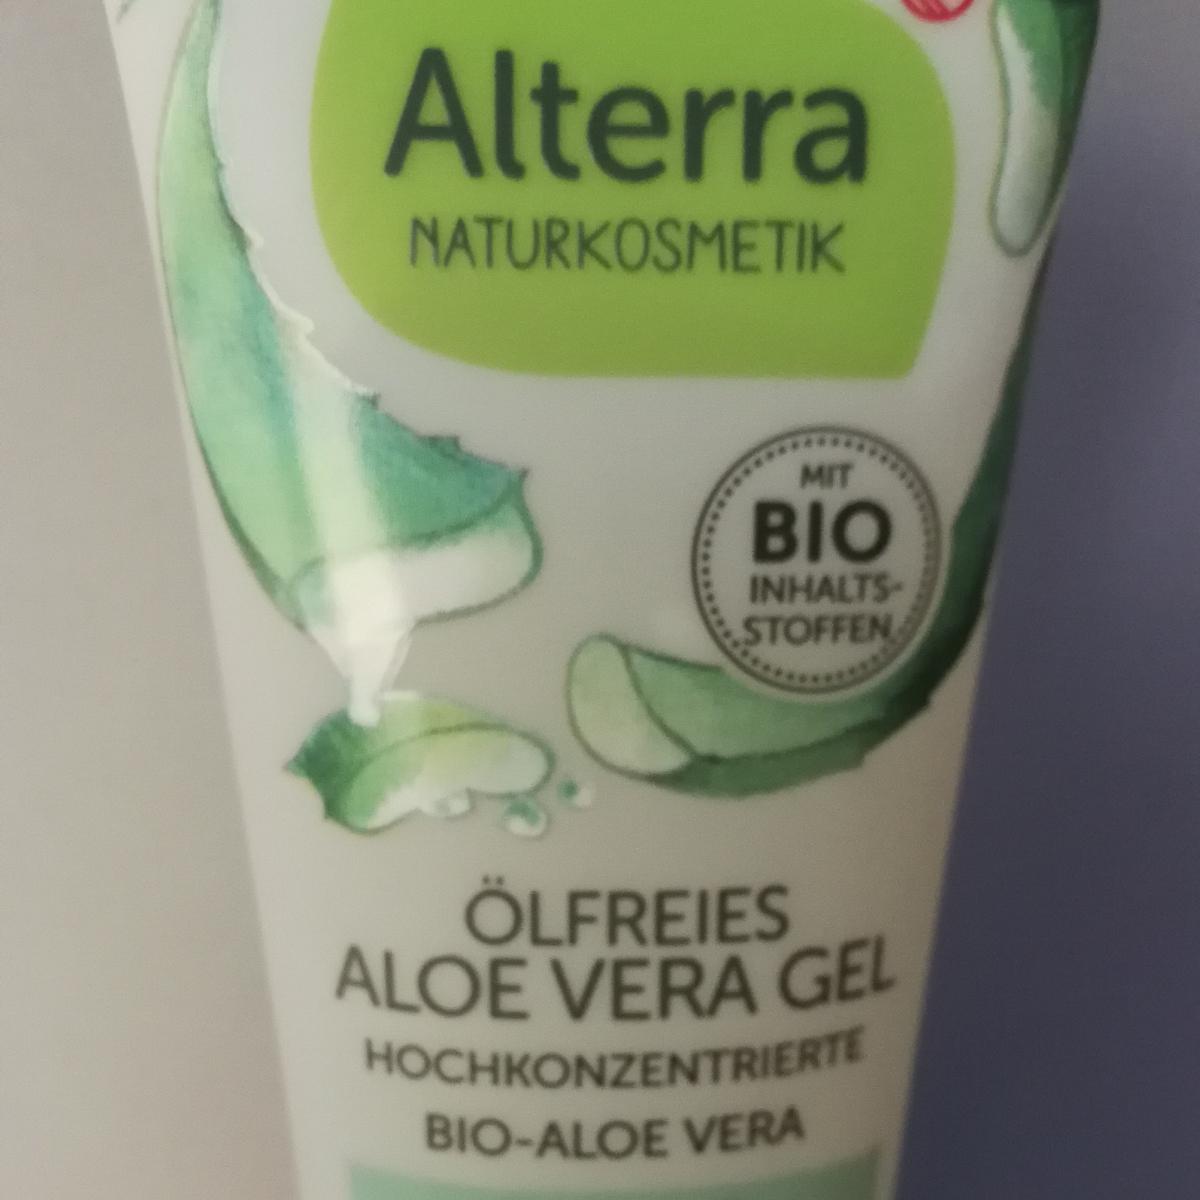 Alterra
NATURKOSMETIK
MIT
BIO
INHALTS-
STOFFEN
ÖLFREIES
ALOE VERA GEL
HOCHKONZENTRIERTE
BIO-ALOE VERA